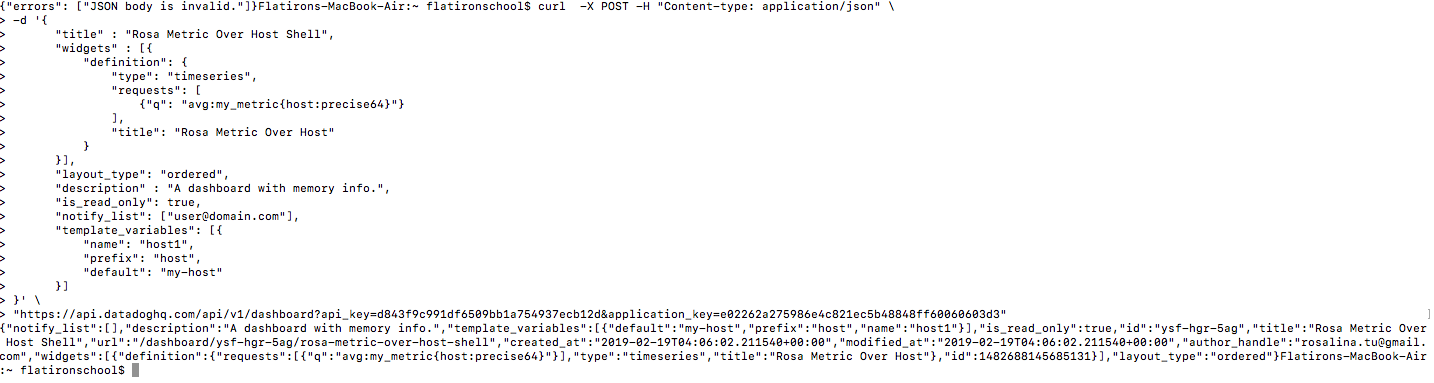 {"errors": ["JSON body is invalid."]}Flatirons-MacBook-Air:~ flatironschool$ curl  -X POST -H "Content-type: application/json" \
> -d '{
>       "title" : "Rosa Metric Over Host Shell",
>       "widgets" : [{
>           "definition": {
>               "type": "timeseries",
>               "requests": [
>                   {"q": "avg:my_metric{host:precise64}"}
>               ],
>               "title": "Rosa Metric Over Host"
>           }
>       }],
>       "layout_type": "ordered",
>       "description" : "A dashboard with memory info.",
>       "is_read_only": true,
>       "notify_list": ["user@domain.com"],
>       "template_variables": [{
>           "name": "host1",
>           "prefix": "host",
>           "default": "my-host"
>       }]
> }' \
> "https://api.datadoghq.com/api/v1/dashboard?api_key=d843f9c991df6509bb1a754937ecb12d&application_key=e02262a275986e4c821ec5b48848ff60060603d3"
{"notify_list":[],"description":"A dashboard with memory info.","template_variables":[{"default":"my-host","prefix":"host","name":"host1"}],"is_read_only":true,"id":"ysf-hgr-5ag","title":"Rosa Metric Over
 Host Shell","url":"/dashboard/ysf-hgr-5ag/rosa-metric-over-host-shell","created_at":"2019-02-19T04:06:02.211540+00:00","modified_at":"2019-02-19T04:06:02.211540+00:00","author_handle":"rosalina.tu@gmail.
com","widgets":[{"definition":{"requests":[{"q":"avg:my_metric{host:precise64}"}],"type":"timeseries","title":"Rosa Metric Over Host"},"id":1482688145685131}],"layout_type":"ordered"}Flatirons-MacBook-Air
:~ flatironschool$